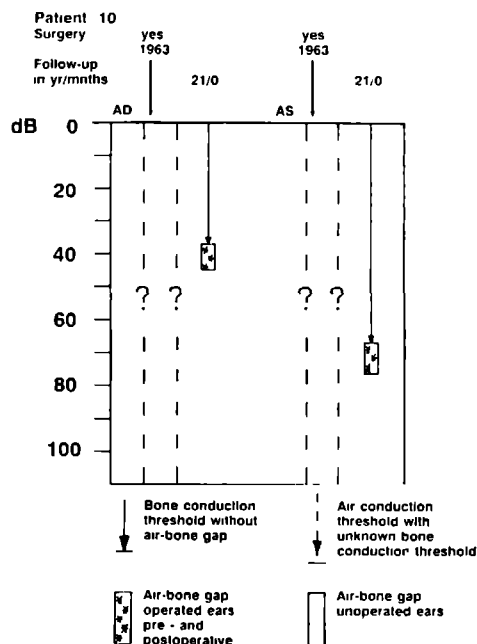 Patient 10
Surgery yes yes
1963 1963
Follow-up
in yr/mnths 21/0 21/0
AD AS
dB 0
20
40
? ? ? ?
60
80
100
Bone conduction
threshold without
air-bone gap
Air conduction
threshold with
unknown bone
conduction threshold
Air-bone gap
operated ears
pre - and
postoperative
Air-bone gap
unoperated ears